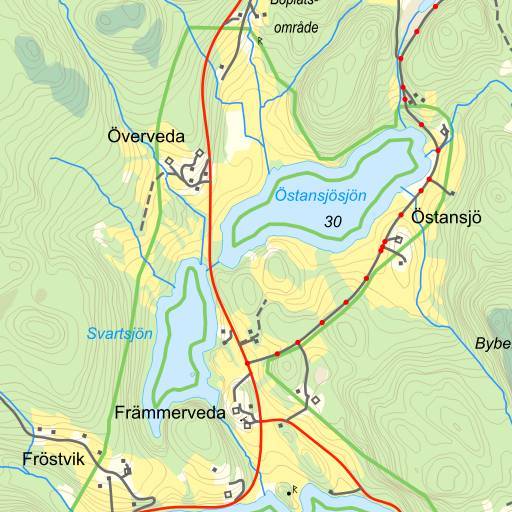 Boplats-
område
Överveda
Östansjösjön
30
Östansjö
Svartsjön
Bybe
Främmerveda
Fröstvik